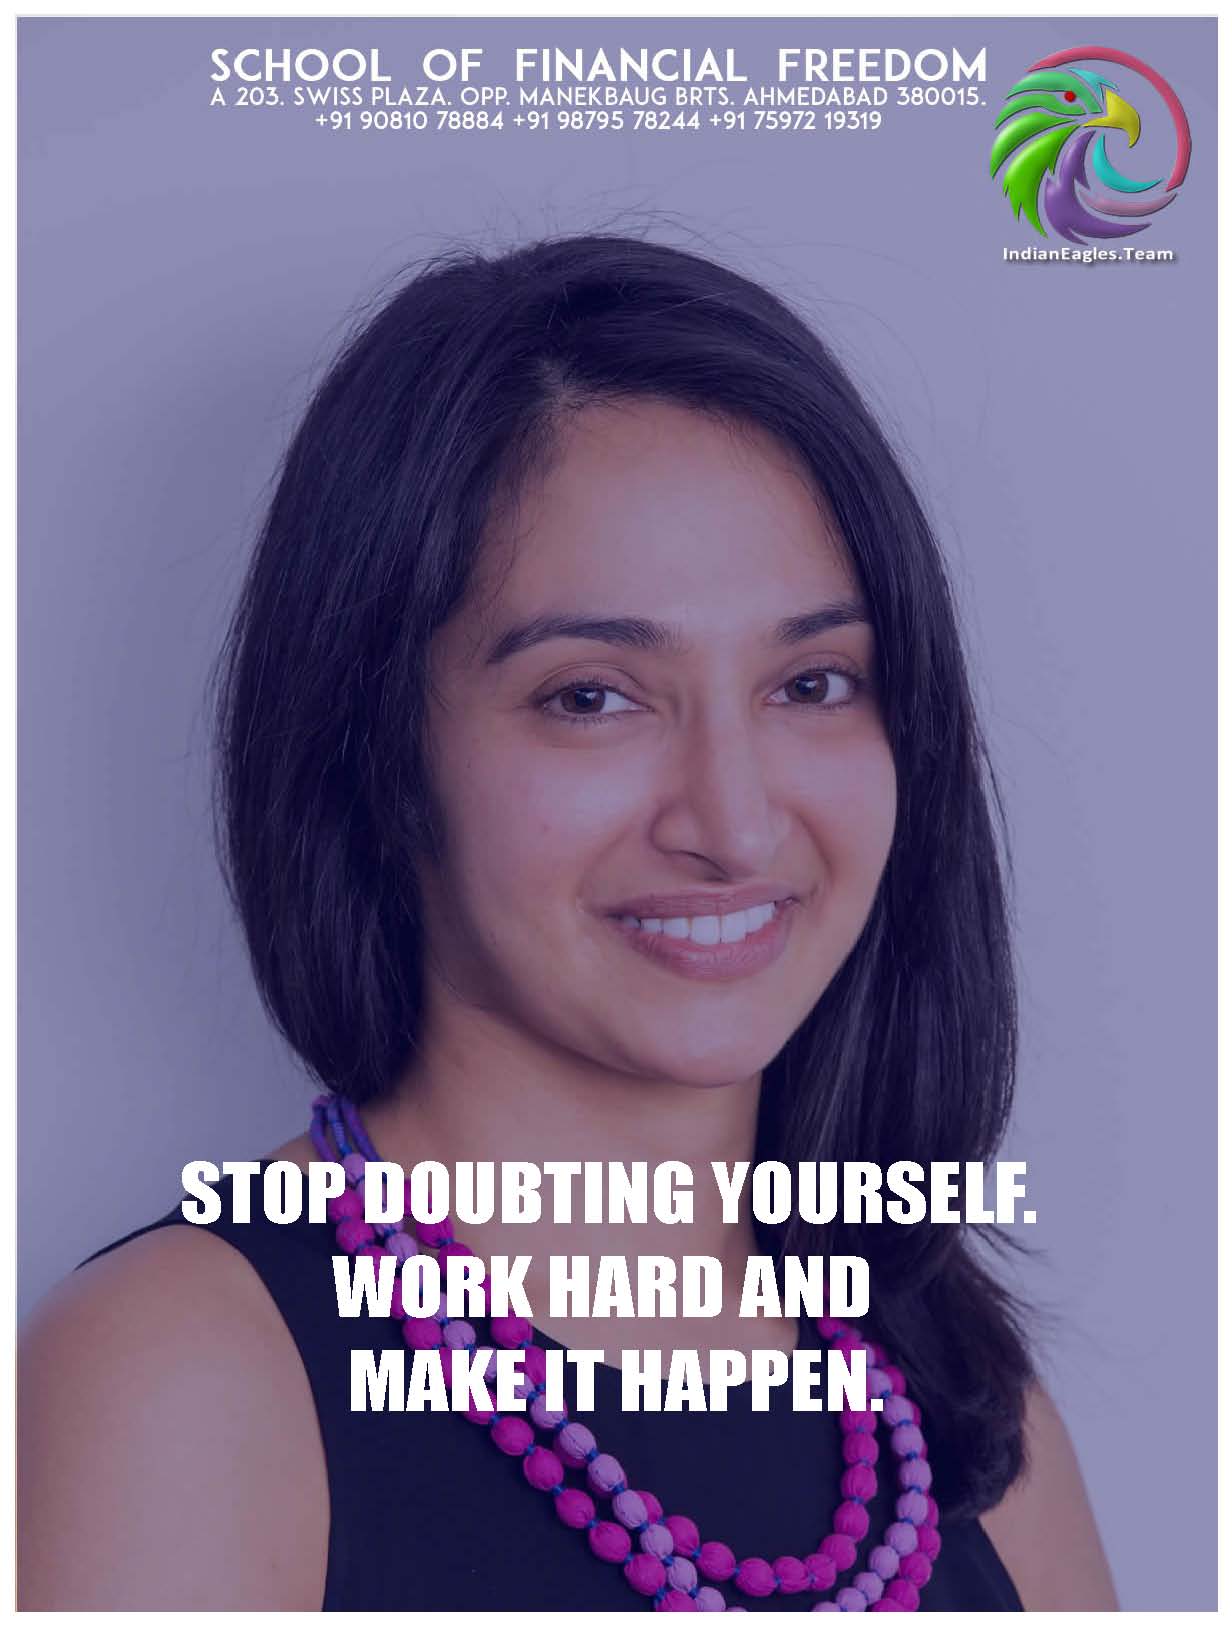 SCHOOL OF FINANCIAL FREEDOM
A 203. SWISS PLAZA. OPP. MANEKBAUG BRTS. AHMEDABAD 380015.
+91 90810 78884 +91 98795 78244 +91 75972 19319
IndianEagles.Team
STOP DOUBTING YOURSELF.
WORK HARD AND
MAKE IT HAPPEN.